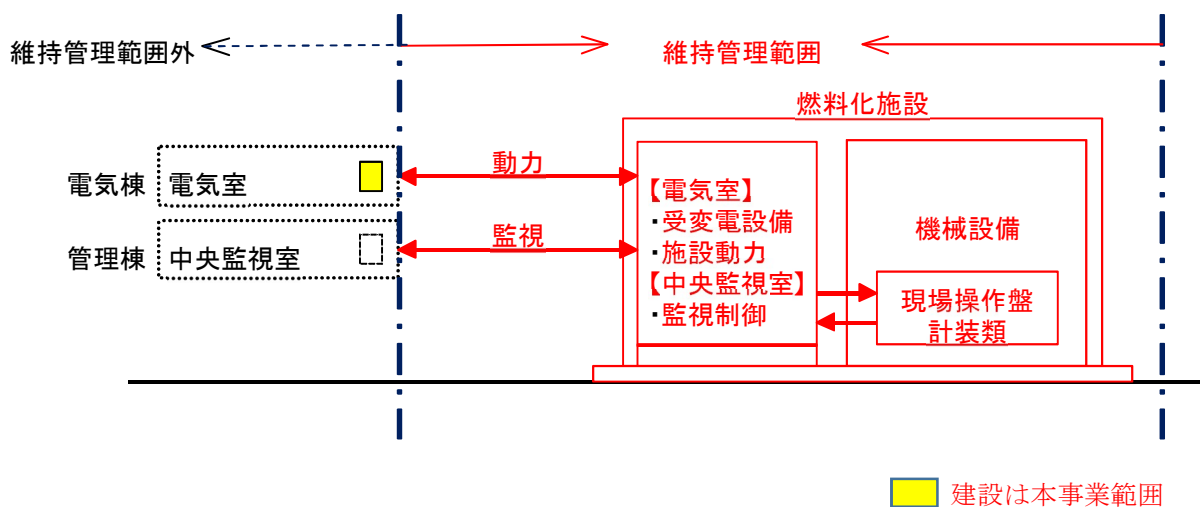 維持管理範囲外
維持管理範囲
燃料化施設
電気棟
電気室
動力
管理棟
中央監視室
監視
【電気室】
・受変電設備
・施設動力
【中央監視室】
・監視制御
機械設備
現場操作盤
計装類
建設は本事業範囲